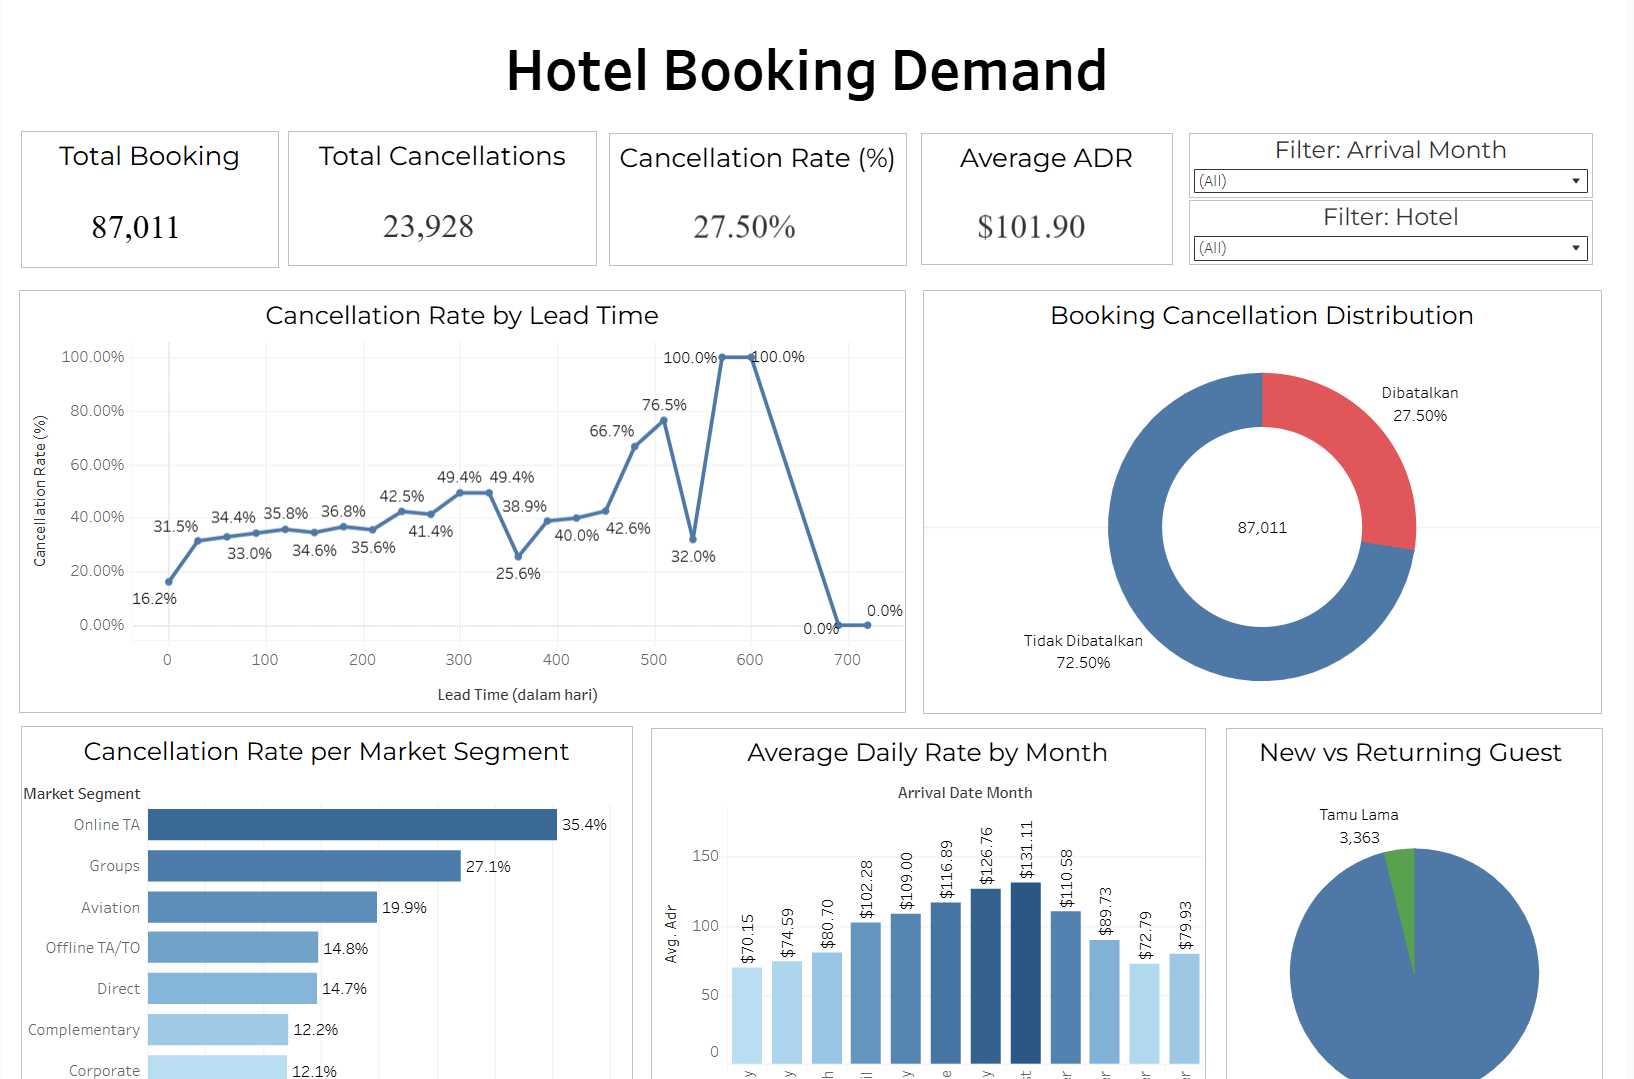 Hotel Booking Demand
Total Booking
87,011
Total Cancellations
23,928
Cancellation Rate (%)
27.50%
Average ADR
$101.90
Filter: Arrival Month
(All)
Filter: Hotel
(All)
Cancellation Rate by Lead Time
Cancellation Rate (%)
100.00%
80.00%
60.00%
40.00%
20.00%
0.00%
16.2%
31.5%
34.4%
33.0%
35.8%
34.6%
36.8%
35.6%
42.5%
41.4%
49.4%
49.4%
25.6%
38.9%
40.0%
42.6%
66.7%
76.5%
32.0%
100.0%
100.0%
0.0%
0.0%
0
100
200
300
400
500
600
700
Lead Time (dalam hari)
Booking Cancellation Distribution
Dibatalkan
27.50%
87,011
Tidak Dibatalkan
72.50%
Cancellation Rate per Market Segment
Market Segment
Online TA
35.4%
Groups
27.1%
Aviation
19.9%
Offline TA/TO
14.8%
Direct
14.7%
Complementary
12.2%
Corporate
12.1%
Average Daily Rate by Month
Arrival Date Month
Avg. Adr
150
100
50
0
$70.15
$74.59
$80.70
$102.28
$109.00
$116.89
$126.76
$131.11
$110.58
$89.73
$72.79
$79.93
New vs Returning Guest
Tamu Lama
3,363